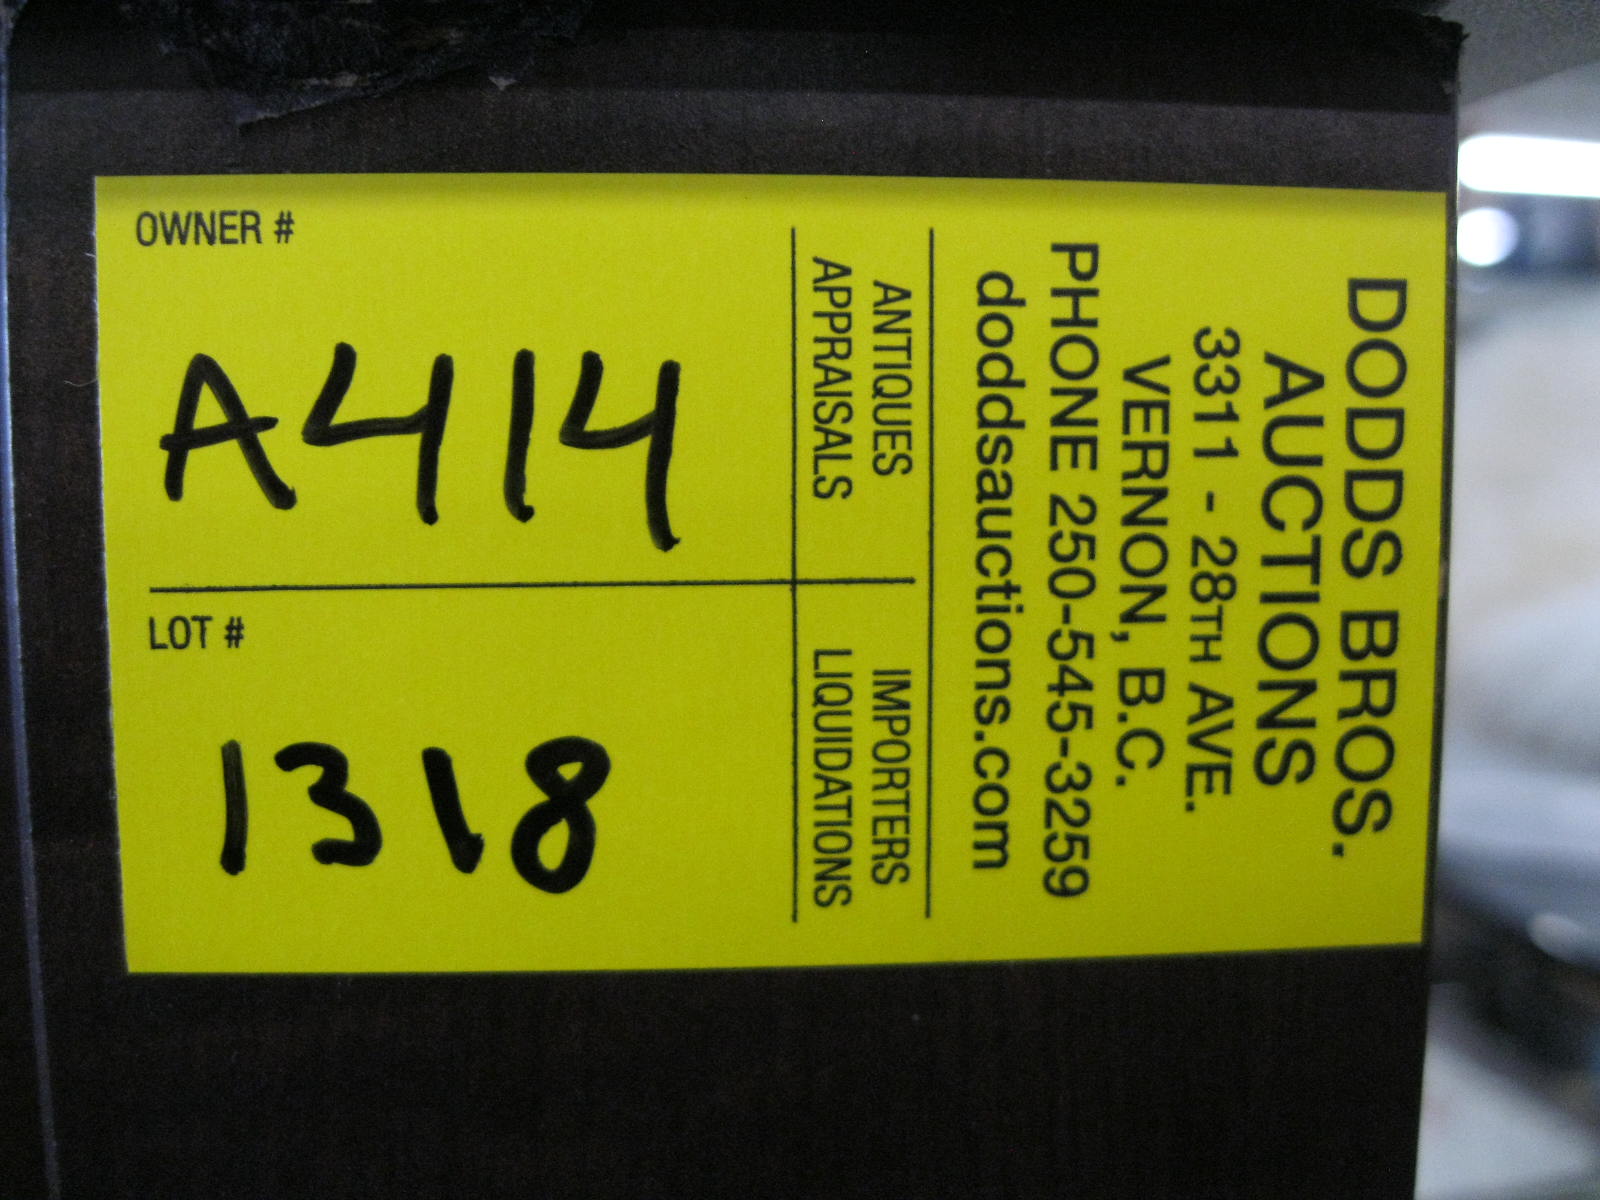 OWNER #
A414
LOT #
1318
DODDS BROS.
AUCTIONS
3311 - 28TH AVE.
VERNON, B.C.
PHONE 250-545-3259
doddsauctions.com
ANTIQUES
APPRAISALS
IMPORTERS
LIQUIDATIONS